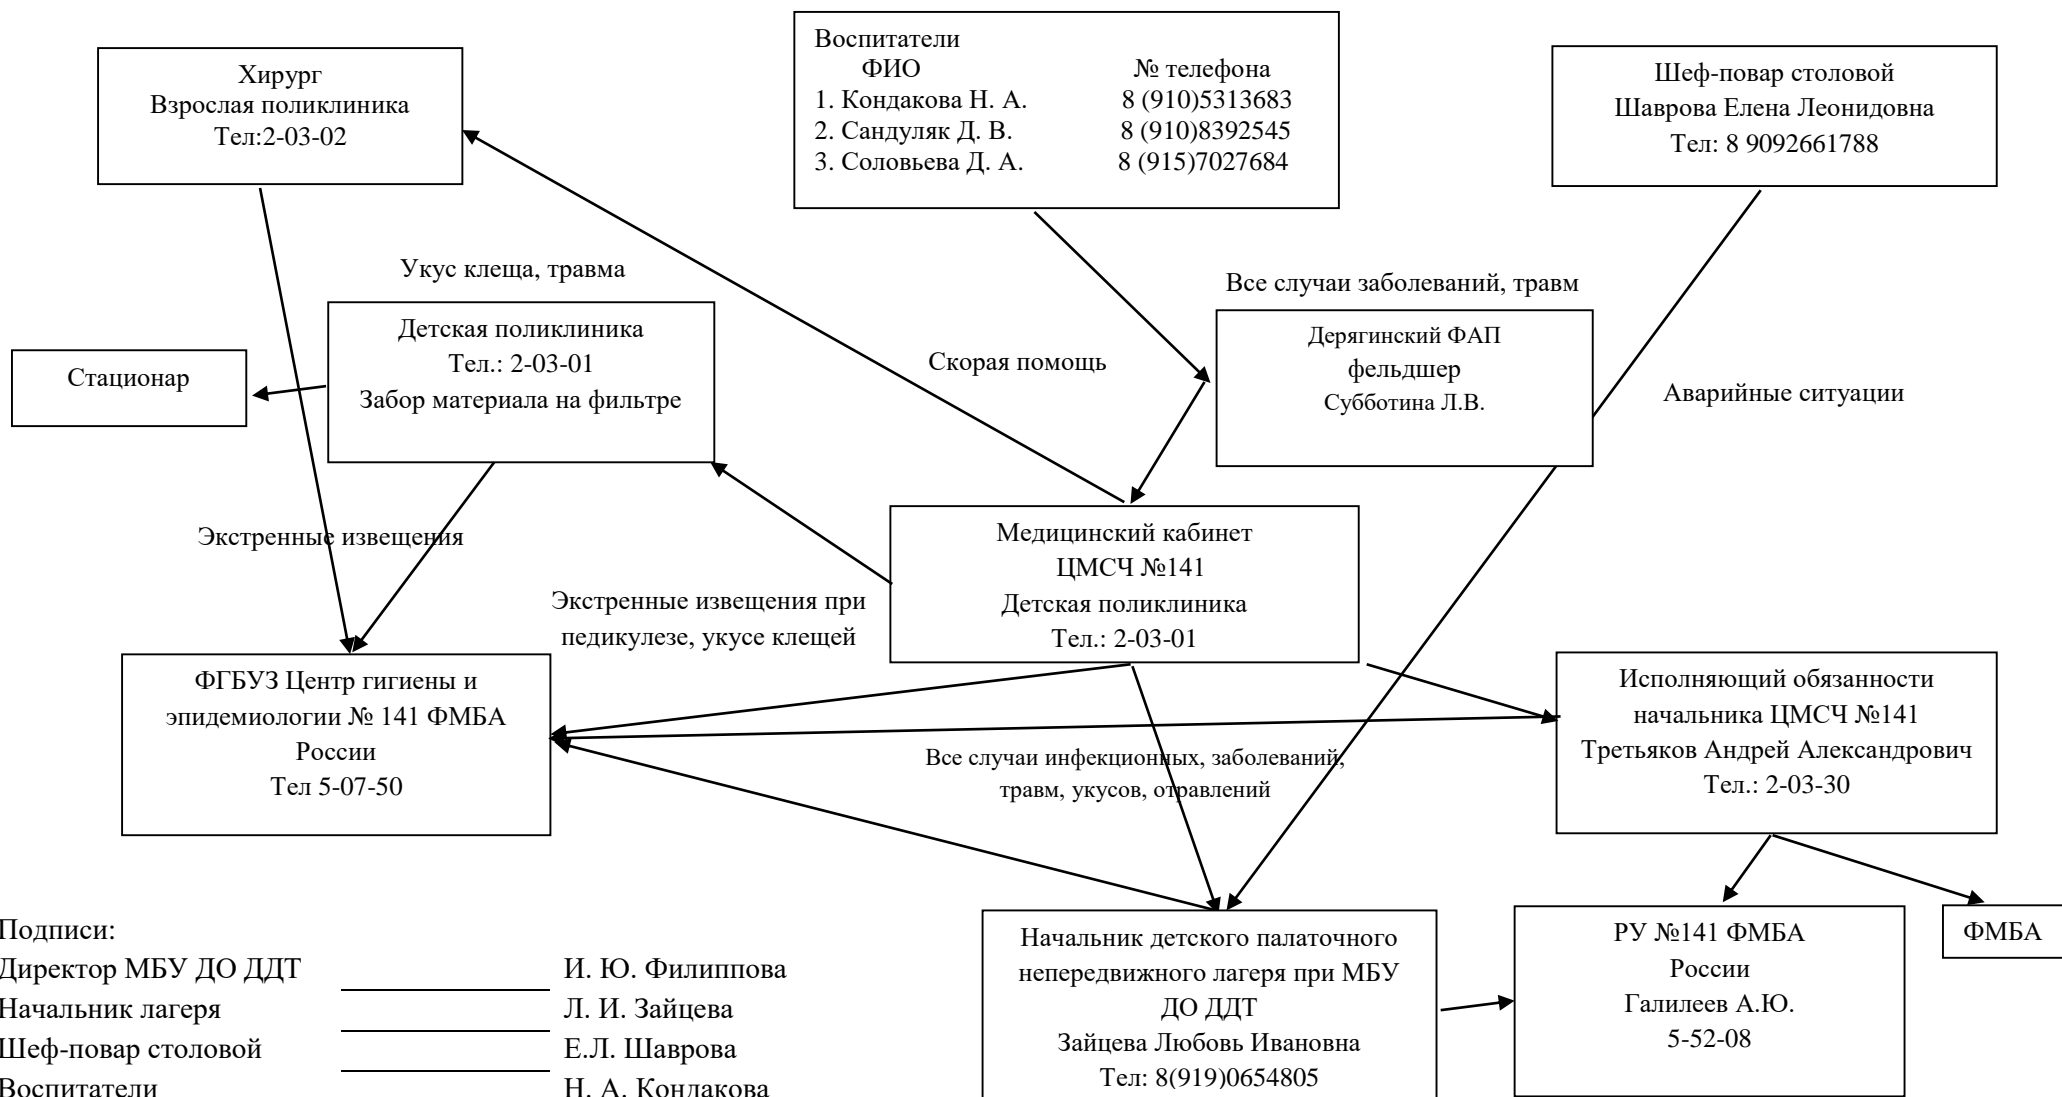 Хирург
Взрослая поликлиника
Тел:2-03-02
Воспитатели
ФИО № телефона
1. Кондакова Н. А. 8 (910)5313683
2. Сандуляк Д. В. 8 (910)8392545
3. Соловьева Д. А. 8 (915)7027684
Шеф-повар столовой
Шаврова Елена Леонидовна
Тел: 8 9092661788
Укус клеща, травма
Все случаи заболеваний, травм
Стационар
Детская поликлиника
Тел.: 2-03-01
Забор материала на фильтре
Скорая помощь
Дерягинский ФАП
фельдшер
Субботина Л.В.
Аварийные ситуации
Экстренные извещения
Экстренные извещения при
педикулезе, укусе клещей
Медицинский кабинет
ЦМСЧ №141
Детская поликлиника
Тел.: 2-03-01
ФГБУЗ Центр гигиены и
эпидемиологии № 141 ФМБА
России
Тел 5-07-50
Все случаи инфекционных, заболеваний,
травм, укусов, отравлений
Исполняющий обязанности
начальника ЦМСЧ №141
Третьяков Андрей Александрович
Тел.: 2-03-30
Подписи:
Директор МБУ ДО ДДТ И. Ю. Филиппова
Начальник лагеря Л. И. Зайцева
Шеф-повар столовой Е.Л. Шаврова
Воспитатели Н. А. Кондакова
Начальник детского палаточного
непередвижного лагеря при МБУ
ДО ДДТ
Зайцева Любовь Ивановна
Тел: 8(919)0654805
РУ №141 ФМБА
России
Галилеев А.Ю.
5-52-08
ФМБА